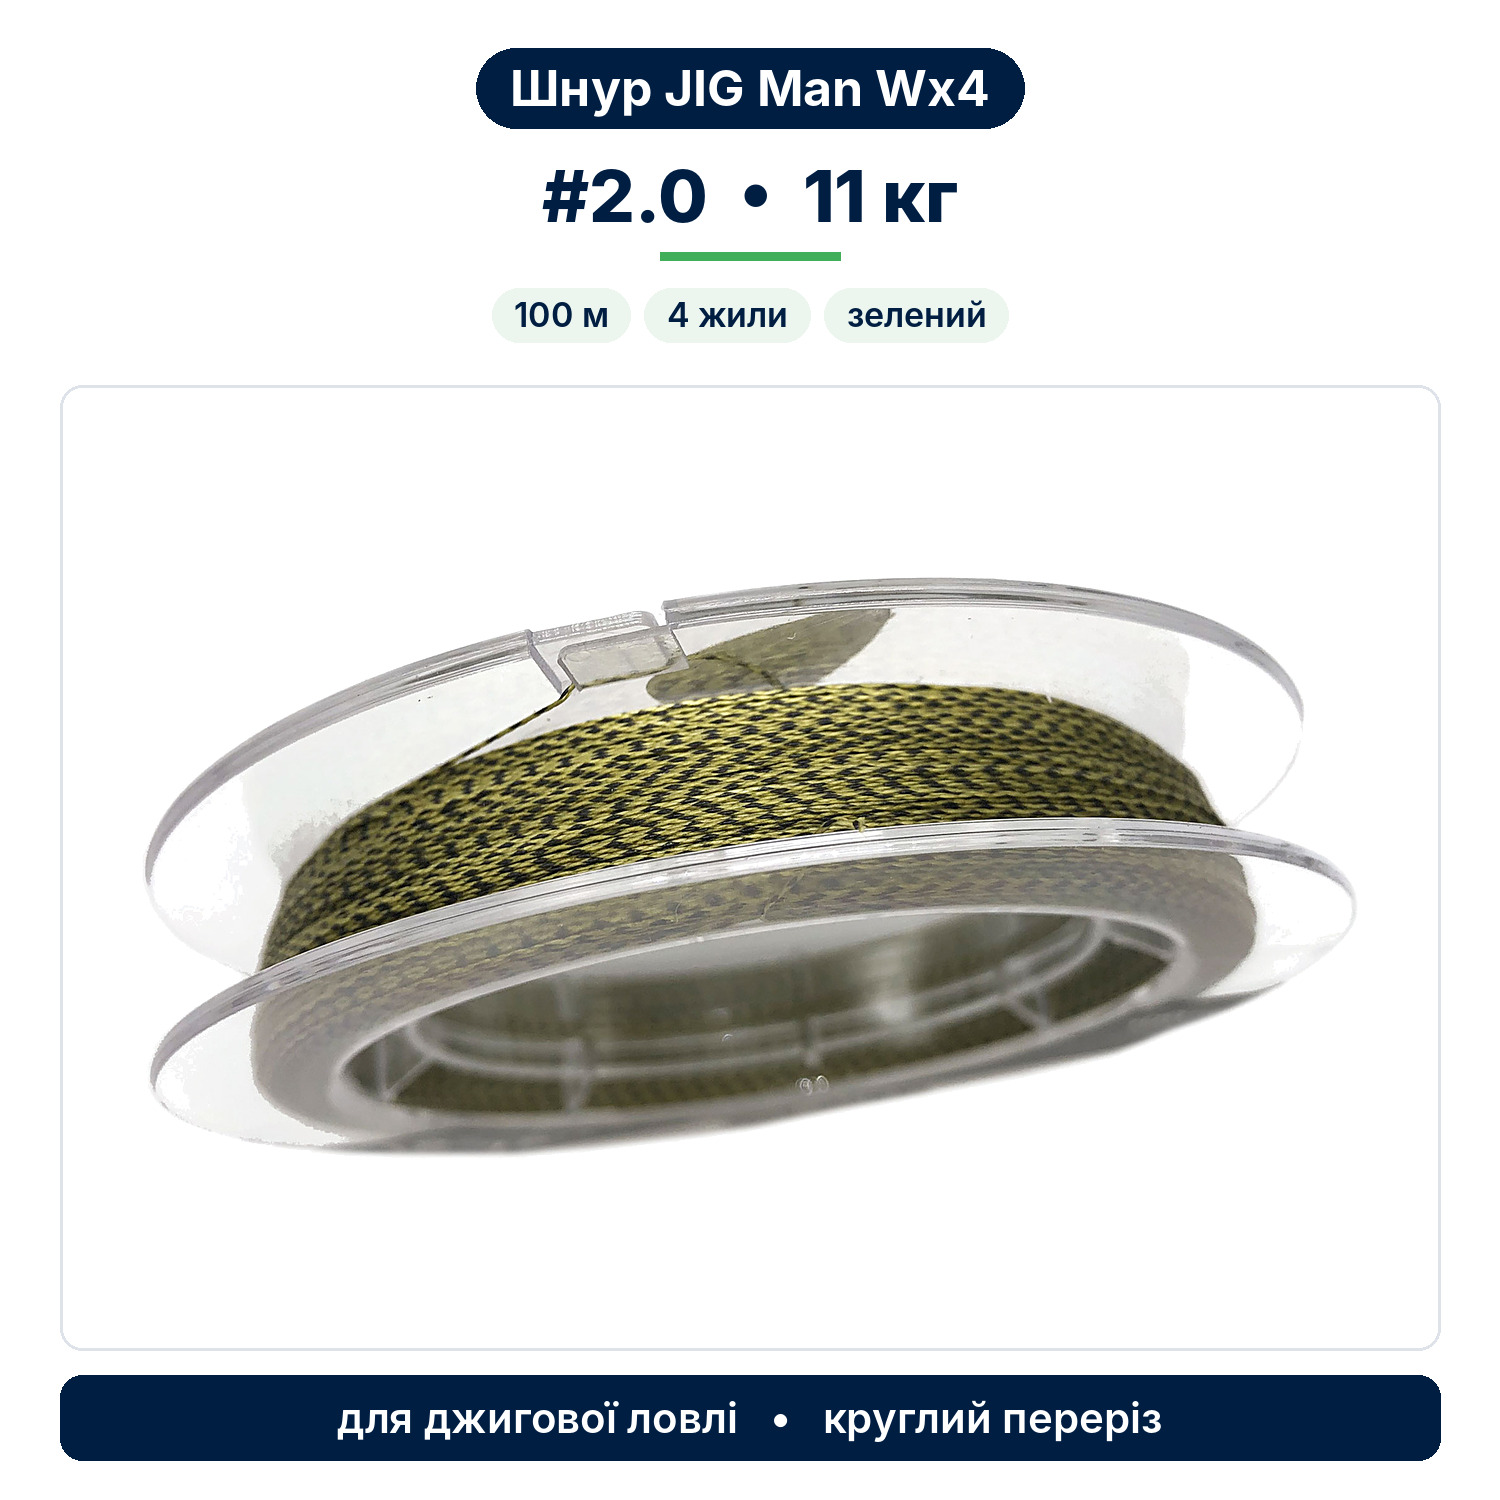 Шнур JIG Man Wx4
#2.0 • 11 кг
100 м 4 жили зелений
для джигової ловлі • круглий переріз